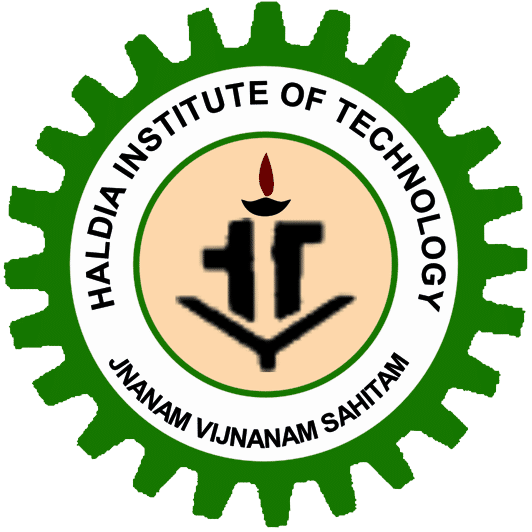 HALDIA INSTITUTE OF TECHNOLOGY
JNANAM VIJNANAM SAHITAM